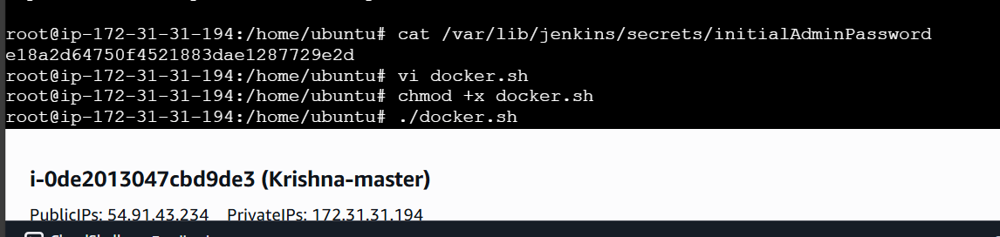 root@ip-172-31-31-194:/home/ubuntu# cat /var/lib/jenkins/secrets/initialAdminPassword
e18a2d64750f4521883dae1287729e2d
root@ip-172-31-31-194:/home/ubuntu# vi docker.sh
root@ip-172-31-31-194:/home/ubuntu# chmod +x docker.sh
root@ip-172-31-31-194:/home/ubuntu# ./docker.sh
i-0de2013047cbd9de3 (Krishna-master)
PublicIPs: 54.91.43.234 PrivateIPs: 172.31.31.194
CloudShell